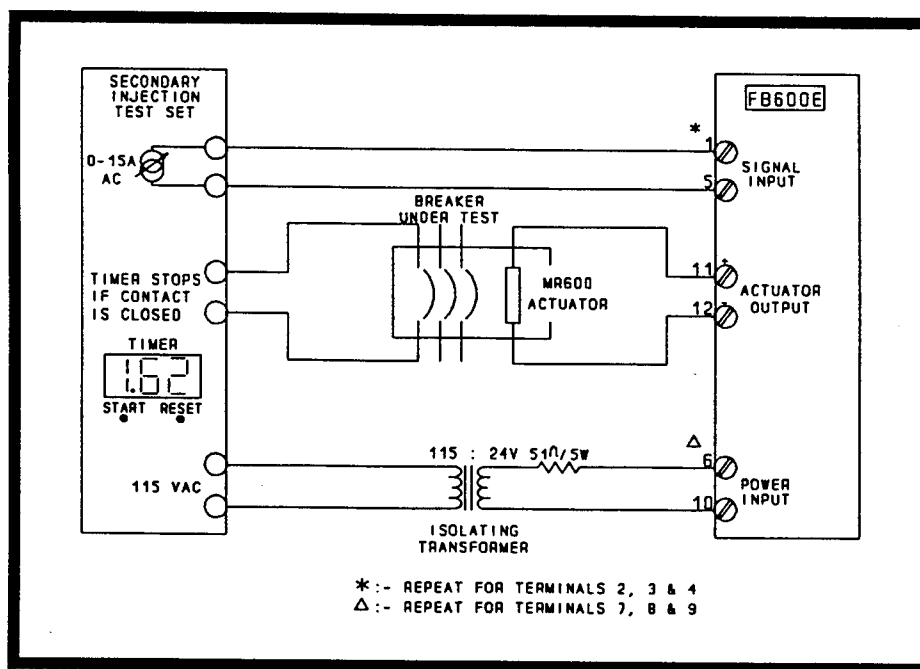 SECONDARY
INJECTION
TEST SET
0-15A
AC
TIMER STOPS
IF CONTACT
IS CLOSED
TIMER
1.62
START RESET
115 VAC
BREAKER
UNDER TEST
MR600
ACTUATOR
115 : 24V 51Ω/5W
ISOLATING
TRANSFORMER
FB600E
*
1
SIGNAL
INPUT
5
11 +
ACTUATOR
OUTPUT
12 -
Δ
6
POWER
INPUT
10
* :- REPEAT FOR TERMINALS 2, 3 & 4
Δ :- REPEAT FOR TERMINALS 7, 8 & 9